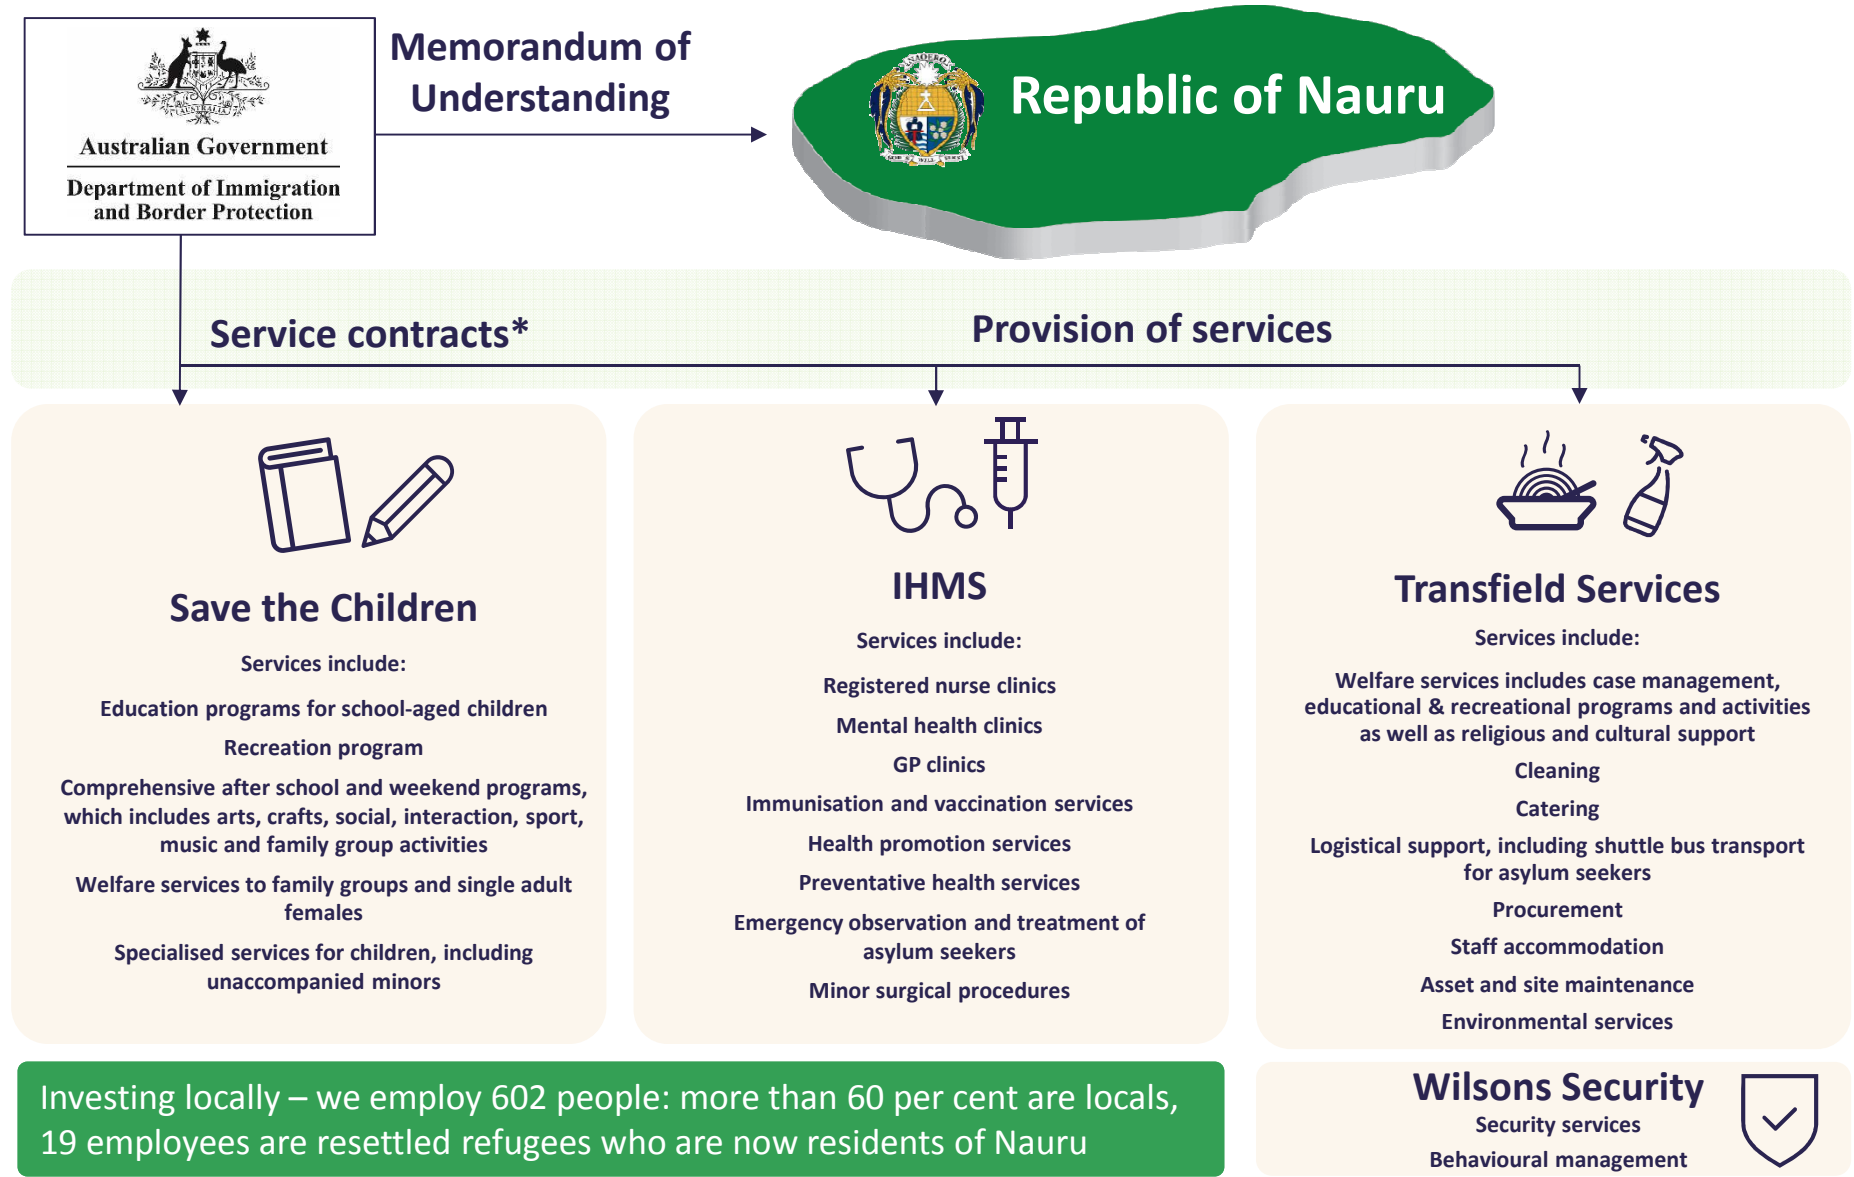 Memorandum of
Understanding
NAOERO
Republic of Nauru
AUSTRALIA
Australian Government
Department of Immigration
and Border Protection
Service contracts*
Provision of services
Save the Children
Services include:
Education programs for school-aged children
Recreation program
Comprehensive after school and weekend programs,
which includes arts, crafts, social, interaction, sport,
music and family group activities
Welfare services to family groups and single adult
females
Specialised services for children, including
unaccompanied minors
IHMS
Services include:
Registered nurse clinics
Mental health clinics
GP clinics
Immunisation and vaccination services
Health promotion services
Preventative health services
Emergency observation and treatment of
asylum seekers
Minor surgical procedures
Transfield Services
Services include:
Welfare services includes case management,
educational & recreational programs and activities
as well as religious and cultural support
Cleaning
Catering
Logistical support, including shuttle bus transport
for asylum seekers
Procurement
Staff accommodation
Asset and site maintenance
Environmental services
Investing locally – we employ 602 people: more than 60 per cent are locals,
19 employees are resettled refugees who are now residents of Nauru
Wilsons Security
Security services
Behavioural management